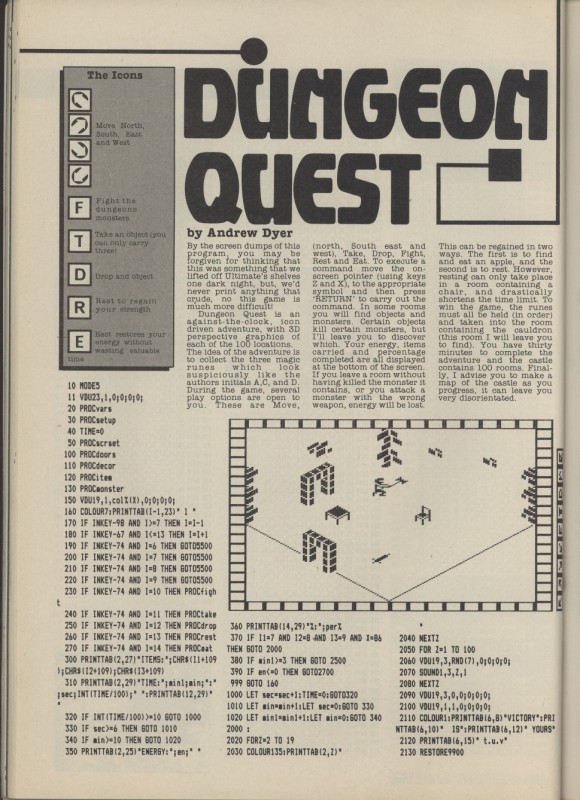 The Icons
Move North,
South, East
and West
F
Fight the
dungeons
monsters
T
Take an object (you
can only carry
three)
D
Drop and object
R
Rest to regain
your strength
E
East restores your
energy without
wasting valuable
time
DUNGEON
QUEST
by Andrew Dyer
By the screen dumps of this
program, you may be
forgiven for thinking that
this was something that we
lifted off Ultimate's shelves
one dark night, but, we'd
never print anything that
crude, no this game is
much more difficult!
Dungeon Quest is an
against-the-clock, icon
driven adventure, with 3D
perspective graphics of
each of the 100 locations.
The idea of the adventure is
to collect the three magic
runes which look
suspiciously like the
authors initials A,C, and D.
During the game, several
play options are open to
you. These are Move,
(north, South east and
west), Take, Drop, Fight,
Rest and Eat. To execute a
command move the on-
screen pointer (using keys
Z and X), to the appropriate
symbol and then press
'RETURN' to carry out the
command. In some rooms
you will find objects and
monsters. Certain objects
kill certain monsters, but
I'll leave you to discover
which. Your energy, items
carried and percentage
completed are all displayed
at the bottom of the screen.
If you leave a room without
having killed the monster it
contains, or you attack a
monster with the wrong
weapon, energy will be lost.
This can be regained in two
ways. The first is to find
and eat an apple, and the
second is to rest. However,
resting can only take place
in a room containing a
chair, and drastically
shortens the time limit. To
win the game, the runes
must all be held (in order)
and taken into the room
containing the cauldron
(this room I will leave you
to find). You have thirty
minutes to complete the
adventure and the castle
contains 100 rooms. Final-
ly, I advise you to make a
map of the castle as you
progress, it can leave you
very disorientated.
10 MODE5
11 VDU23,1,0;0;0;0;
20 PROCvars
30 PROCsetup
40 TIME=0
50 PROCscrset
100 PROCdoors
110 PROCdecor
120 PROCitem
130 PROCmonster
150 VDU19,1,col%(X),0;0;0;0;
160 COLOUR7:PRINTTAB(I-1,23)" 1 "
170 IF INKEY-98 AND I>=7 THEN I=I-1
180 IF INKEY-67 AND I<=13 THEN I=I+1
190 IF INKEY-74 AND I=6 THEN GOTO5500
200 IF INKEY-74 AND I=7 THEN GOTO5500
210 IF INKEY-74 AND I=8 THEN GOTO5500
220 IF INKEY-74 AND I=9 THEN GOTO5500
230 IF INKEY-74 AND I=10 THEN PROCfigh
t
240 IF INKEY-74 AND I=11 THEN PROCtake
250 IF INKEY-74 AND I=12 THEN PROCdrop
260 IF INKEY-74 AND I=13 THEN PROCrest
270 IF INKEY-74 AND I=14 THEN PROCeat
300 PRINTTAB(2,27)"ITEMS:";CHR$(I1+109
);CHR$(I2+109);CHR$(I3+109)
310 PRINTTAB(2,29)"TIME:";min1;min;":"
;sec;INT(TIME/100);" ":PRINTTAB(12,29)"
"
320 IF INT(TIME/100)>=10 GOTO 1000
330 IF sec>=6 THEN GOTO 1010
340 IF min>=10 THEN GOTO 1020
350 PRINTTAB(2,25)"ENERGY:";en;" "
360 PRINTTAB(14,29)"%:";per%
370 IF I1=7 AND I2=8 AND I3=9 AND X=86
THEN GOTO 2000
380 IF min1>=3 THEN GOTO 2500
390 IF en<=0 THEN GOTO2700
999 GOTO 160
1000 LET sec=sec+1:TIME=0:GOTO320
1010 LET min=min+1:LET sec=0:GOTO 330
1020 LET min1=min1+1:LET min=0:GOTO 340
2000 :
2020 FORZ=2 TO 19
2030 COLOUR135:PRINTTAB(2,Z)"
"
2040 NEXTZ
2050 FOR Z=1 TO 100
2060 VDU19,3,RND(7),0;0;0;0;
2070 SOUND1,3,Z,1
2080 NEXTZ
2090 VDU19,3,0,0;0;0;0;
2100 VDU19,1,1,0;0;0;0;
2110 COLOUR1:PRINTTAB(6,8)"VICTORY":PRI
NTTAB(6,10)" IS":PRINTTAB(6,12)" YOURS"
2120 PRINTTAB(6,15)" t.u.v"
2130 RESTORE9900